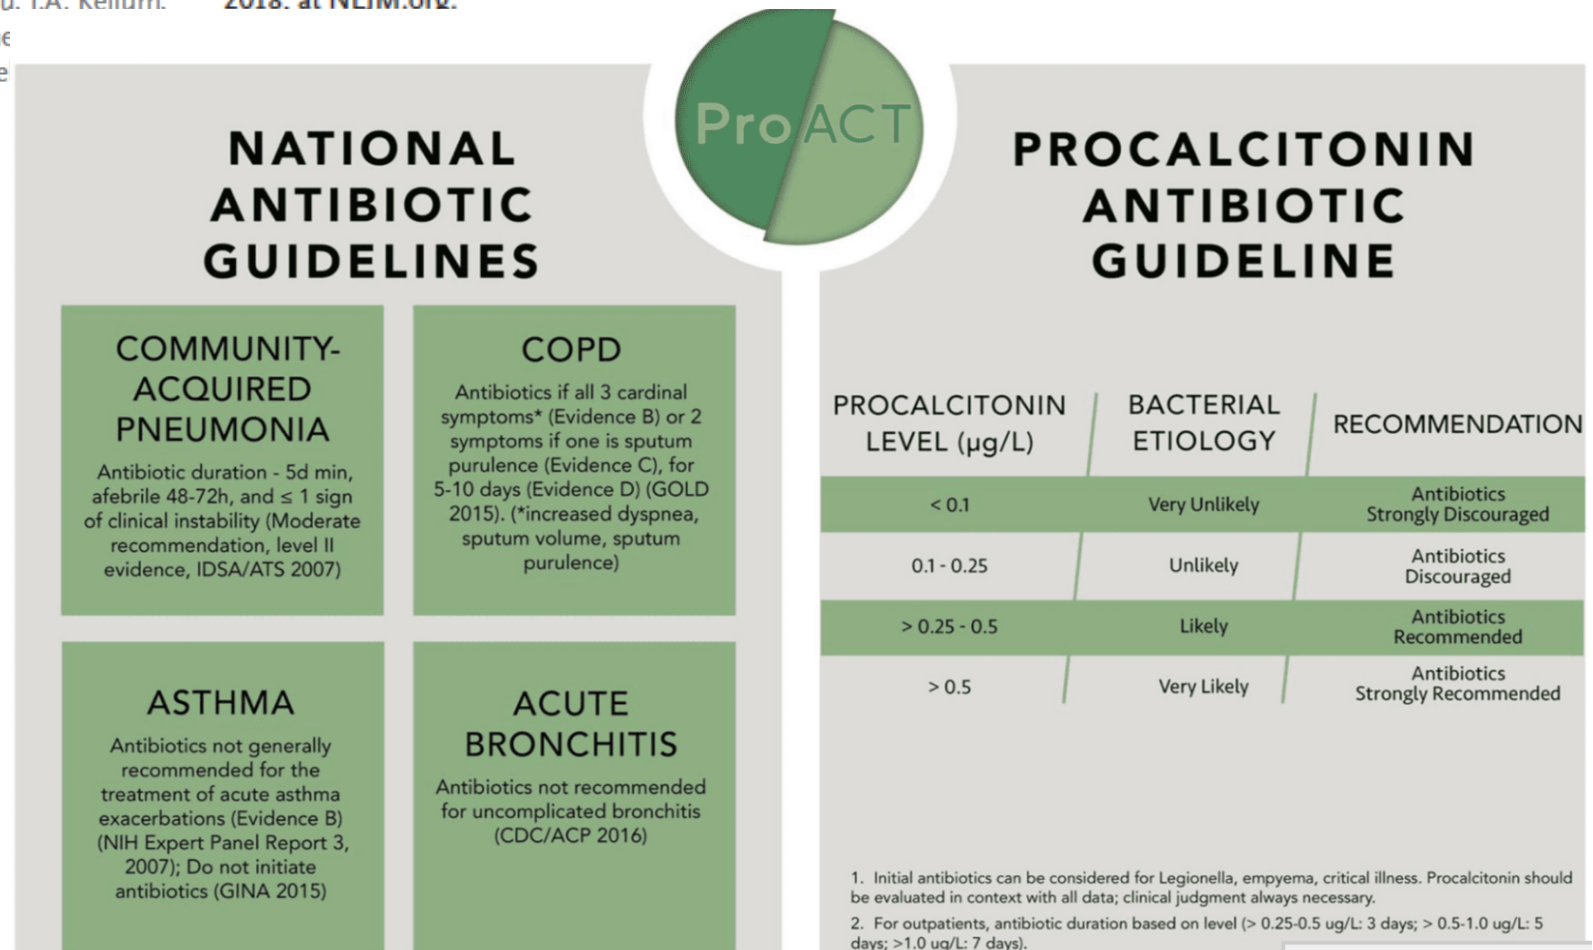 2018, at NEJM.org.
ProACT
NATIONAL
ANTIBIOTIC
GUIDELINES
COMMUNITY-
ACQUIRED
PNEUMONIA
Antibiotic duration - 5d min,
afebrile 48-72h, and ≤ 1 sign
of clinical instability (Moderate
recommendation, level II
evidence, IDSA/ATS 2007)
COPD
Antibiotics if all 3 cardinal
symptoms* (Evidence B) or 2
symptoms if one is sputum
purulence (Evidence C), for
5-10 days (Evidence D) (GOLD
2015). (*increased dyspnea,
sputum volume, sputum
purulence)
ASTHMA
Antibiotics not generally
recommended for the
treatment of acute asthma
exacerbations (Evidence B)
(NIH Expert Panel Report 3,
2007); Do not initiate
antibiotics (GINA 2015)
ACUTE
BRONCHITIS
Antibiotics not recommended
for uncomplicated bronchitis
(CDC/ACP 2016)
PROCALCITONIN
ANTIBIOTIC
GUIDELINE
PROCALCITONIN
LEVEL (µg/L)
BACTERIAL
ETIOLOGY
RECOMMENDATION
< 0.1
Very Unlikely
Antibiotics
Strongly Discouraged
0.1 - 0.25
Unlikely
Antibiotics
Discouraged
> 0.25 - 0.5
Likely
Antibiotics
Recommended
> 0.5
Very Likely
Antibiotics
Strongly Recommended
1. Initial antibiotics can be considered for Legionella, empyema, critical illness. Procalcitonin should
be evaluated in context with all data; clinical judgment always necessary.
2. For outpatients, antibiotic duration based on level (> 0.25-0.5 ug/L: 3 days; > 0.5-1.0 ug/L: 5
days; >1.0 ug/L: 7 days).